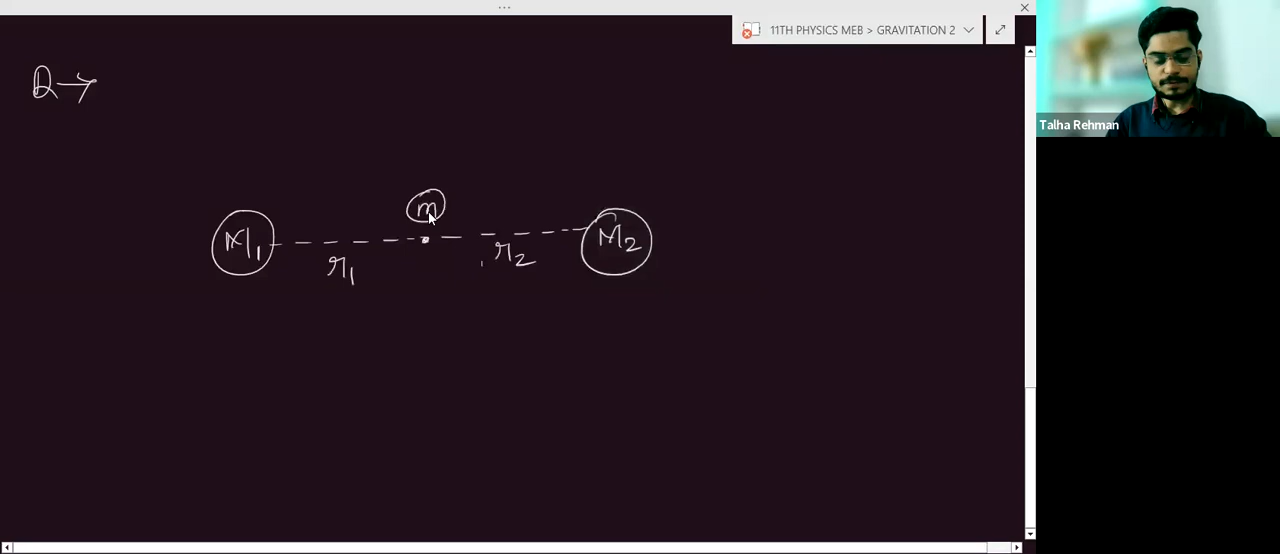 11TH PHYSICS MEB > GRAVITATION 2
Talha Rehman
Q→
m
M1 M2
r1 r2